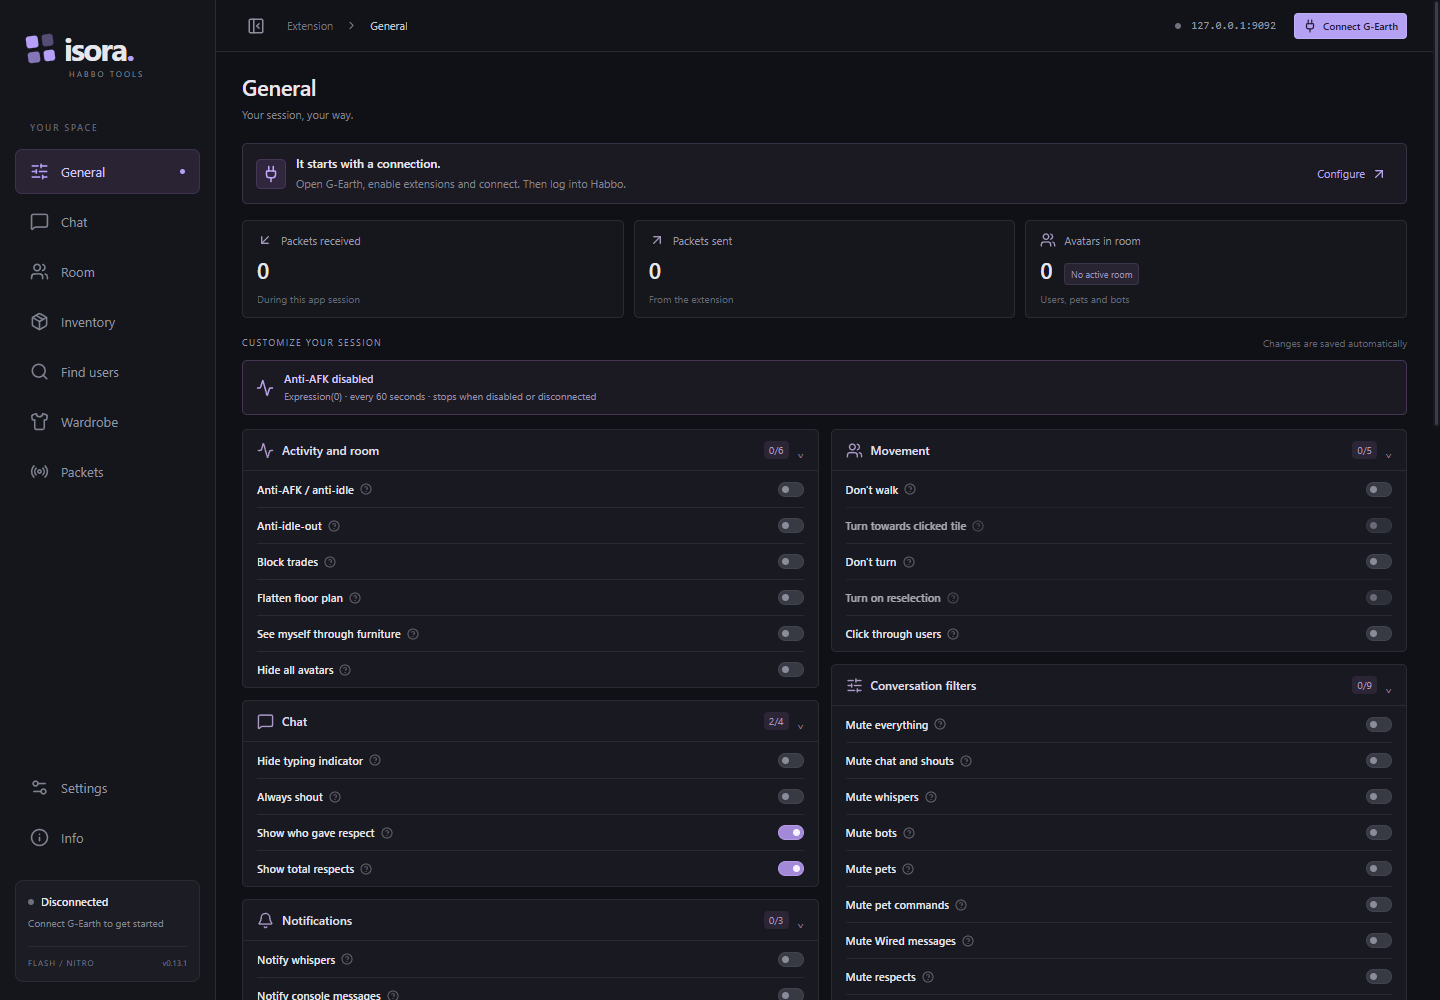 isora.
HABBO TOOLS
YOUR SPACE
General
Chat
Room
Inventory
Find users
Wardrobe
Packets
Settings
Info
Disconnected
Connect G-Earth to get started
FLASH / NITRO v0.13.1
Extension > General
127.0.0.1:9092 Connect G-Earth
General
Your session, your way.
It starts with a connection.
Open G-Earth, enable extensions and connect. Then log into Habbo.
Configure
Packets received
0
During this app session
Packets sent
0
From the extension
Avatars in room
0 No active room
Users, pets and bots
CUSTOMIZE YOUR SESSION Changes are saved automatically
Anti-AFK disabled
Expression(0) · every 60 seconds · stops when disabled or disconnected
Activity and room 0/6
Anti-AFK / anti-idle
Anti-idle-out
Block trades
Flatten floor plan
See myself through furniture
Hide all avatars
Chat 2/4
Hide typing indicator
Always shout
Show who gave respect
Show total respects
Notifications 0/3
Notify whispers
Notify console messages
Movement 0/5
Don't walk
Turn towards clicked tile
Don't turn
Turn on reselection
Click through users
Conversation filters 0/9
Mute everything
Mute chat and shouts
Mute whispers
Mute bots
Mute pets
Mute pet commands
Mute Wired messages
Mute respects